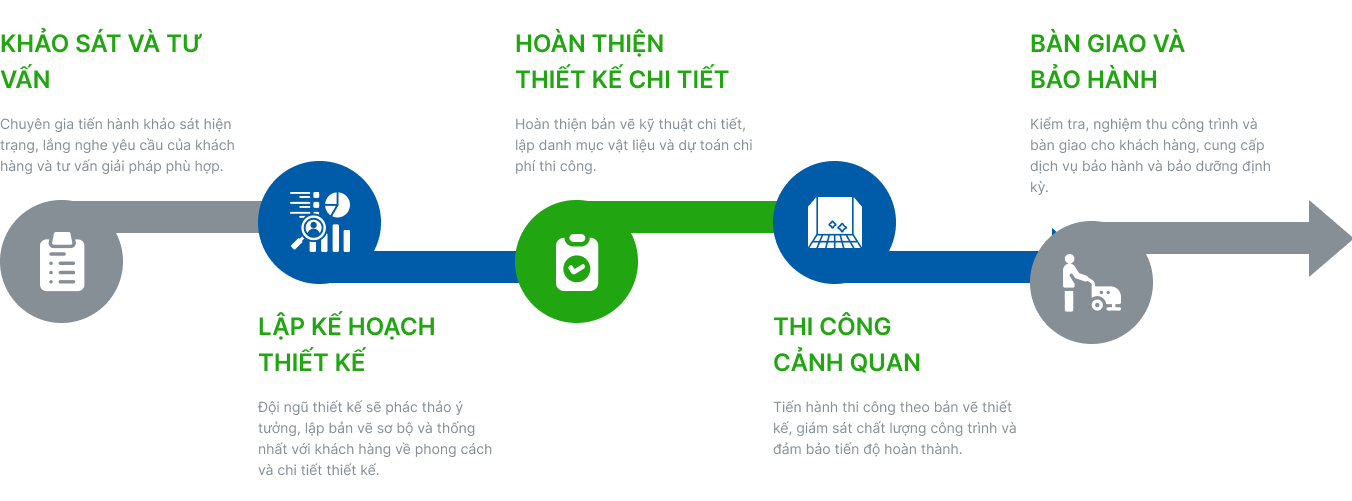 KHẢO SÁT VÀ TƯ
VẤN
Chuyên gia tiến hành khảo sát hiện
trạng, lắng nghe yêu cầu của khách
hàng và tư vấn giải pháp phù hợp.
LẬP KẾ HOẠCH
THIẾT KẾ
Đội ngũ thiết kế sẽ phác thảo ý
tưởng, lập bản vẽ sơ bộ và thống
nhất với khách hàng về phong cách
và chi tiết thiết kế.
HOÀN THIỆN
THIẾT KẾ CHI TIẾT
Hoàn thiện bản vẽ kỹ thuật chi tiết,
lập danh mục vật liệu và dự toán chi
phí thi công.
THI CÔNG
CẢNH QUAN
Tiến hành thi công theo bản vẽ thiết
kế, giám sát chất lượng công trình và
đảm bảo tiến độ hoàn thành.
BÀN GIAO VÀ
BẢO HÀNH
Kiểm tra, nghiệm thu công trình và
bàn giao cho khách hàng, cung cấp
dịch vụ bảo hành và bảo dưỡng định
kỳ.